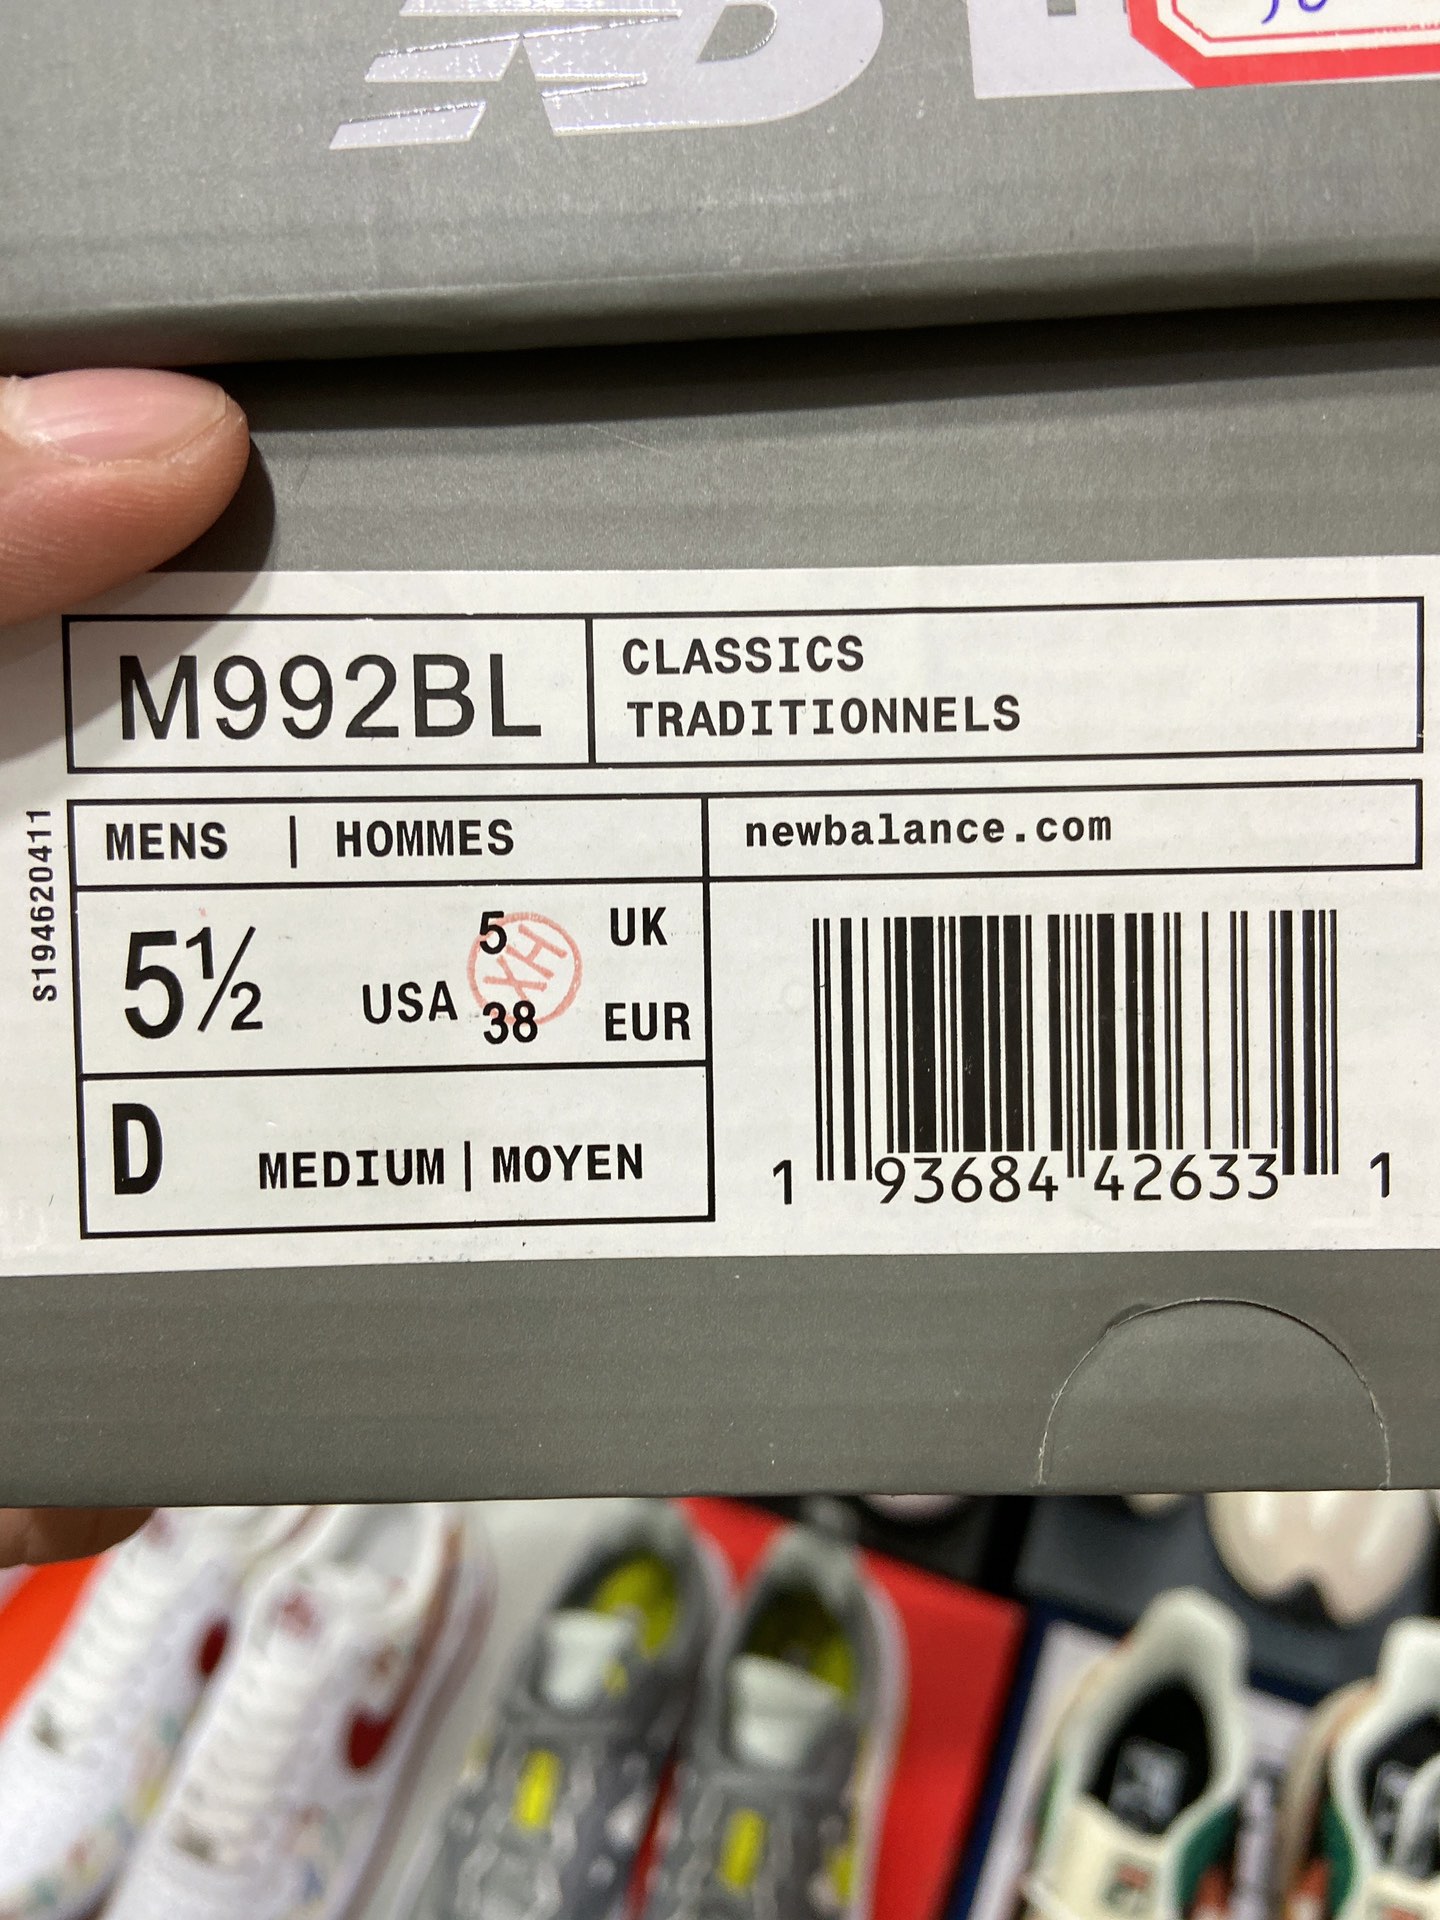 M992BL
CLASSICS
TRADITIONNELS
MENS | HOMMES
newbalance.com
S194620411
5½ USA
5 UK
38 EUR
XH
D MEDIUM | MOYEN
1 93684 42633 1